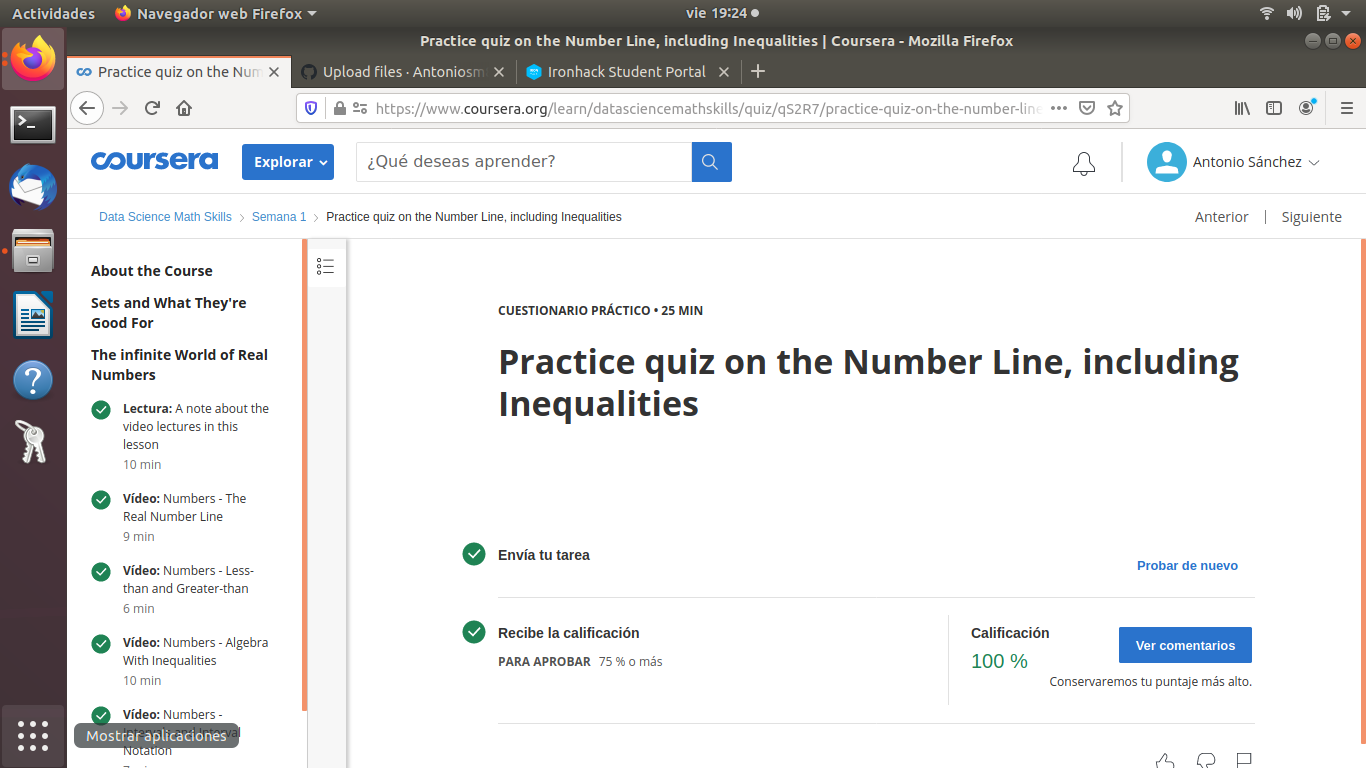 Actividades
Navegador web Firefox
vie 19:24
Practice quiz on the Number Line, including Inequalities | Coursera - Mozilla Firefox
Practice quiz on the Num
Upload files · Antoniosm
Ironhack Student Portal
https://www.coursera.org/learn/datasciencemathskills/quiz/qS2R7/practice-quiz-on-the-number-line
coursera
Explorar
¿Qué deseas aprender?
Antonio Sánchez
Data Science Math Skills
Semana 1
Practice quiz on the Number Line, including Inequalities
Anterior
Siguiente
About the Course
Sets and What They're
Good For
The infinite World of Real
Numbers
Lectura: A note about the
video lectures in this
lesson
10 min
Vídeo: Numbers - The
Real Number Line
9 min
Vídeo: Numbers - Less-
than and Greater-than
6 min
Vídeo: Numbers - Algebra
With Inequalities
10 min
Vídeo: Numbers -
Notation
Mostrar aplicaciones
CUESTIONARIO PRÁCTICO • 25 MIN
Practice quiz on the Number Line, including
Inequalities
Envía tu tarea
Probar de nuevo
Recibe la calificación
PARA APROBAR 75 % o más
Calificación
100 %
Ver comentarios
Conservaremos tu puntaje más alto.